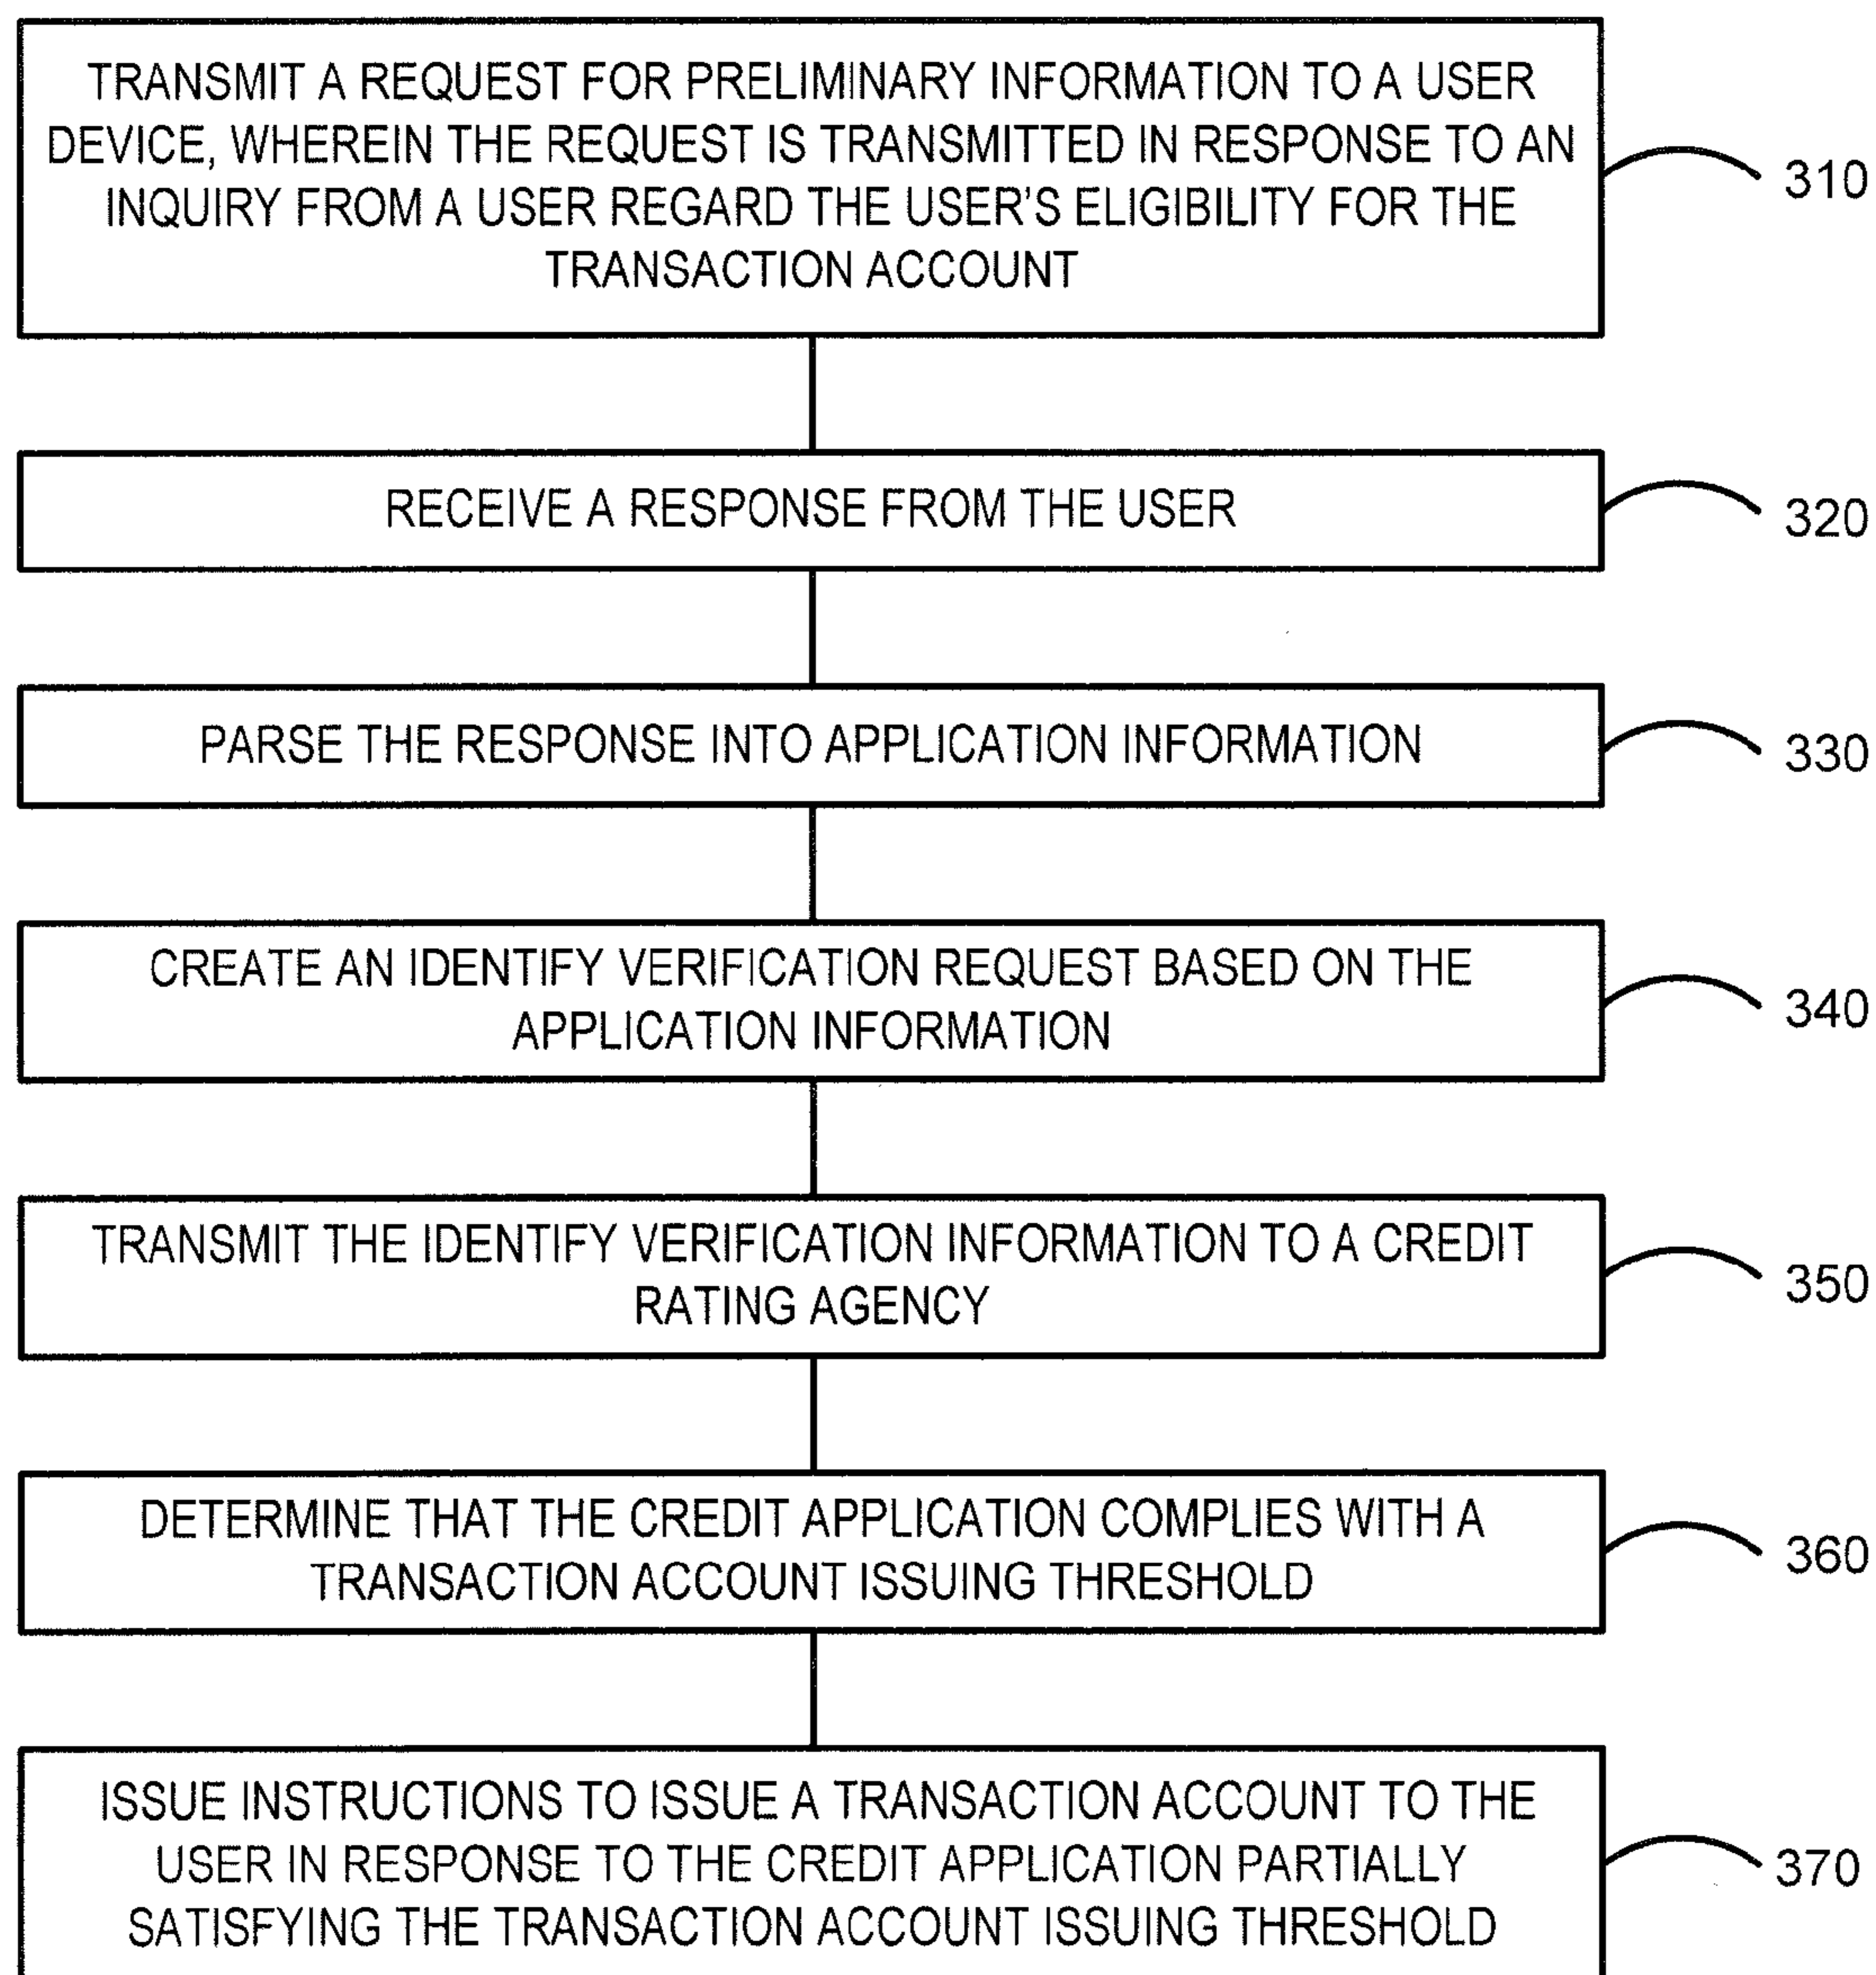 TRANSMIT A REQUEST FOR PRELIMINARY INFORMATION TO A USER
DEVICE, WHEREIN THE REQUEST IS TRANSMITTED IN RESPONSE TO AN
INQUIRY FROM A USER REGARD THE USER'S ELIGIBILITY FOR THE
TRANSACTION ACCOUNT
310
RECEIVE A RESPONSE FROM THE USER
320
PARSE THE RESPONSE INTO APPLICATION INFORMATION
330
CREATE AN IDENTIFY VERIFICATION REQUEST BASED ON THE
APPLICATION INFORMATION
340
TRANSMIT THE IDENTIFY VERIFICATION INFORMATION TO A CREDIT
RATING AGENCY
350
DETERMINE THAT THE CREDIT APPLICATION COMPLIES WITH A
TRANSACTION ACCOUNT ISSUING THRESHOLD
360
ISSUE INSTRUCTIONS TO ISSUE A TRANSACTION ACCOUNT TO THE
USER IN RESPONSE TO THE CREDIT APPLICATION PARTIALLY
SATISFYING THE TRANSACTION ACCOUNT ISSUING THRESHOLD
370